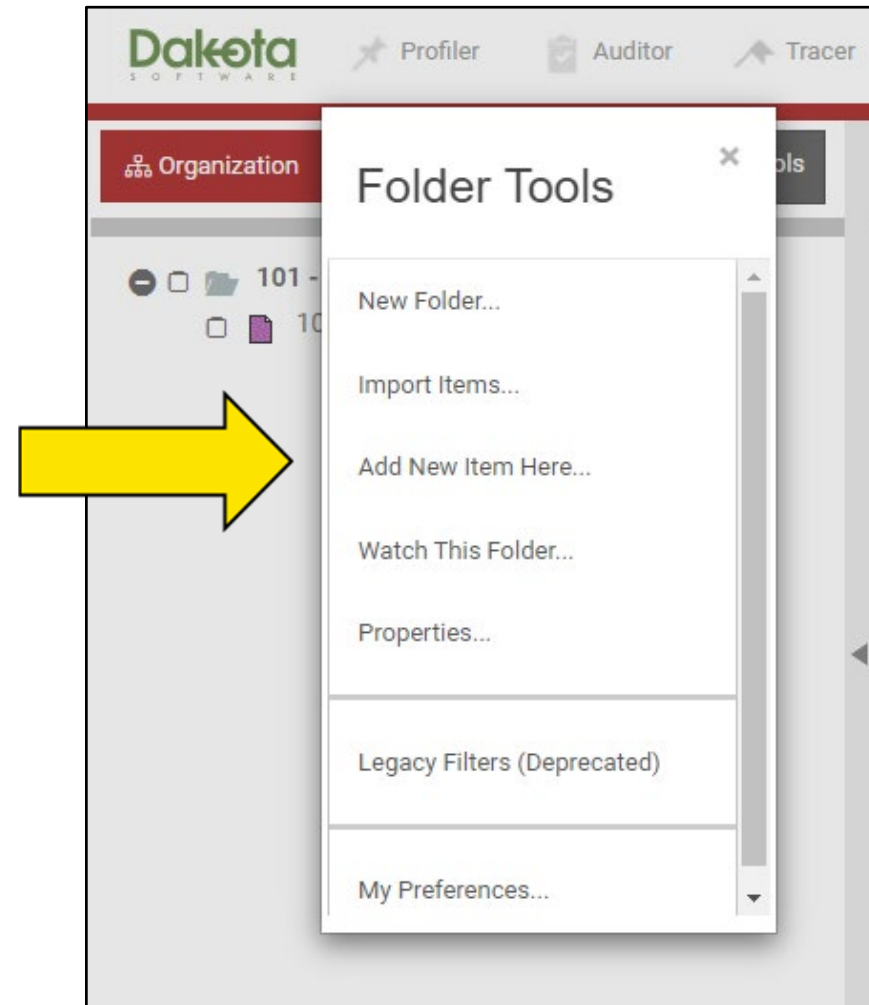 Dakota
SOFTWARE
Profiler
Auditor
Tracer
Organization
ols
Folder Tools
101 -
10
New Folder...
Import Items...
Add New Item Here...
Watch This Folder...
Properties...
Legacy Filters (Deprecated)
My Preferences...